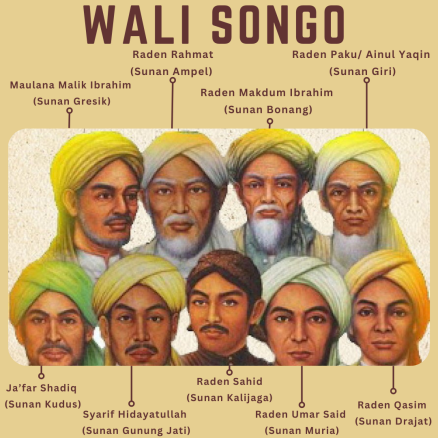 WALI SONGO
Raden Rahmat
(Sunan Ampel)
Raden Paku/ Ainul Yaqin
(Sunan Giri)
Maulana Malik Ibrahim
(Sunan Gresik)
Raden Makdum Ibrahim
(Sunan Bonang)
Ja'far Shadiq
(Sunan Kudus)
Syarif Hidayatullah
(Sunan Gunung Jati)
Raden Sahid
(Sunan Kalijaga)
Raden Umar Said
(Sunan Muria)
Raden Qasim
(Sunan Drajat)